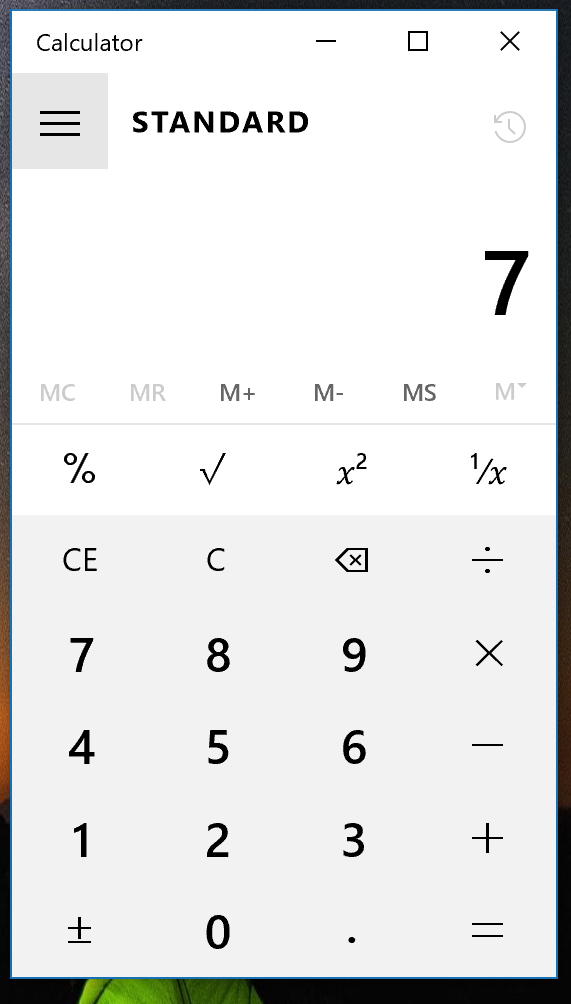 Calculator
STANDARD
7
MC MR M+ M- MS M
% √ x² ¹/x
CE C ÷
7 8 9 ×
4 5 6 −
1 2 3 +
± 0 . =